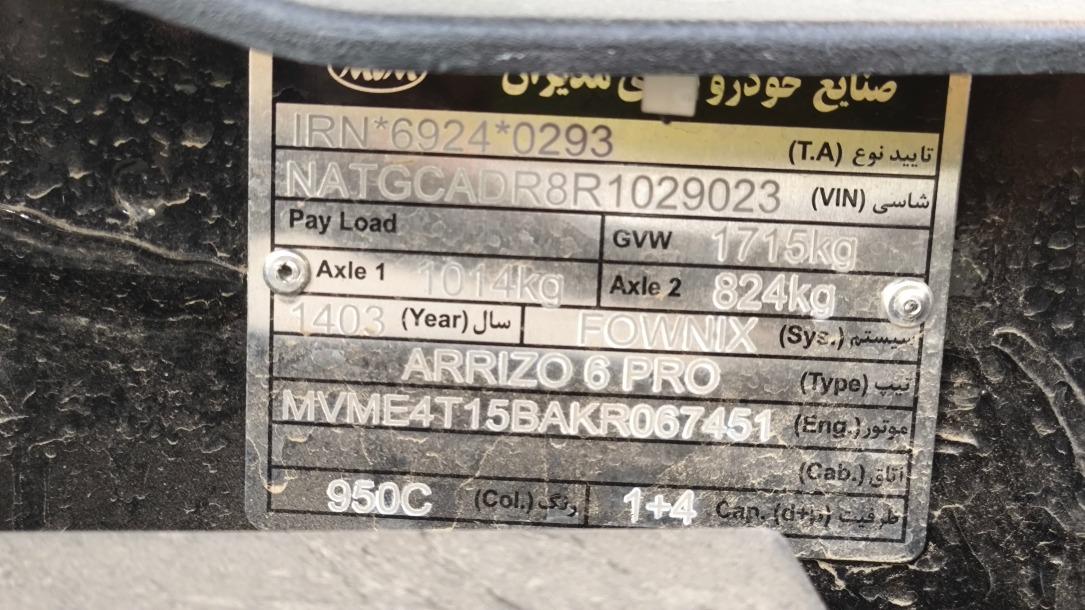 MVM
صنایع خودرو ی مدیران
IRN*6924*0293 (T.A) تایید نوع
NATGCADR8R1029023 (VIN) شاسی
Pay Load
GVW 1715kg
Axle 1 1014kg
Axle 2 824kg
1403 (Year) سال
FOWNIX (Sys.) سیستم
ARRIZO 6 PRO (Type) تیپ
MVME4T15BAKR067451 (Eng.) موتور
(Cab.) اتاق
950C (Col.) رنگ
1+4 Cap. (d+p) ظرفیت